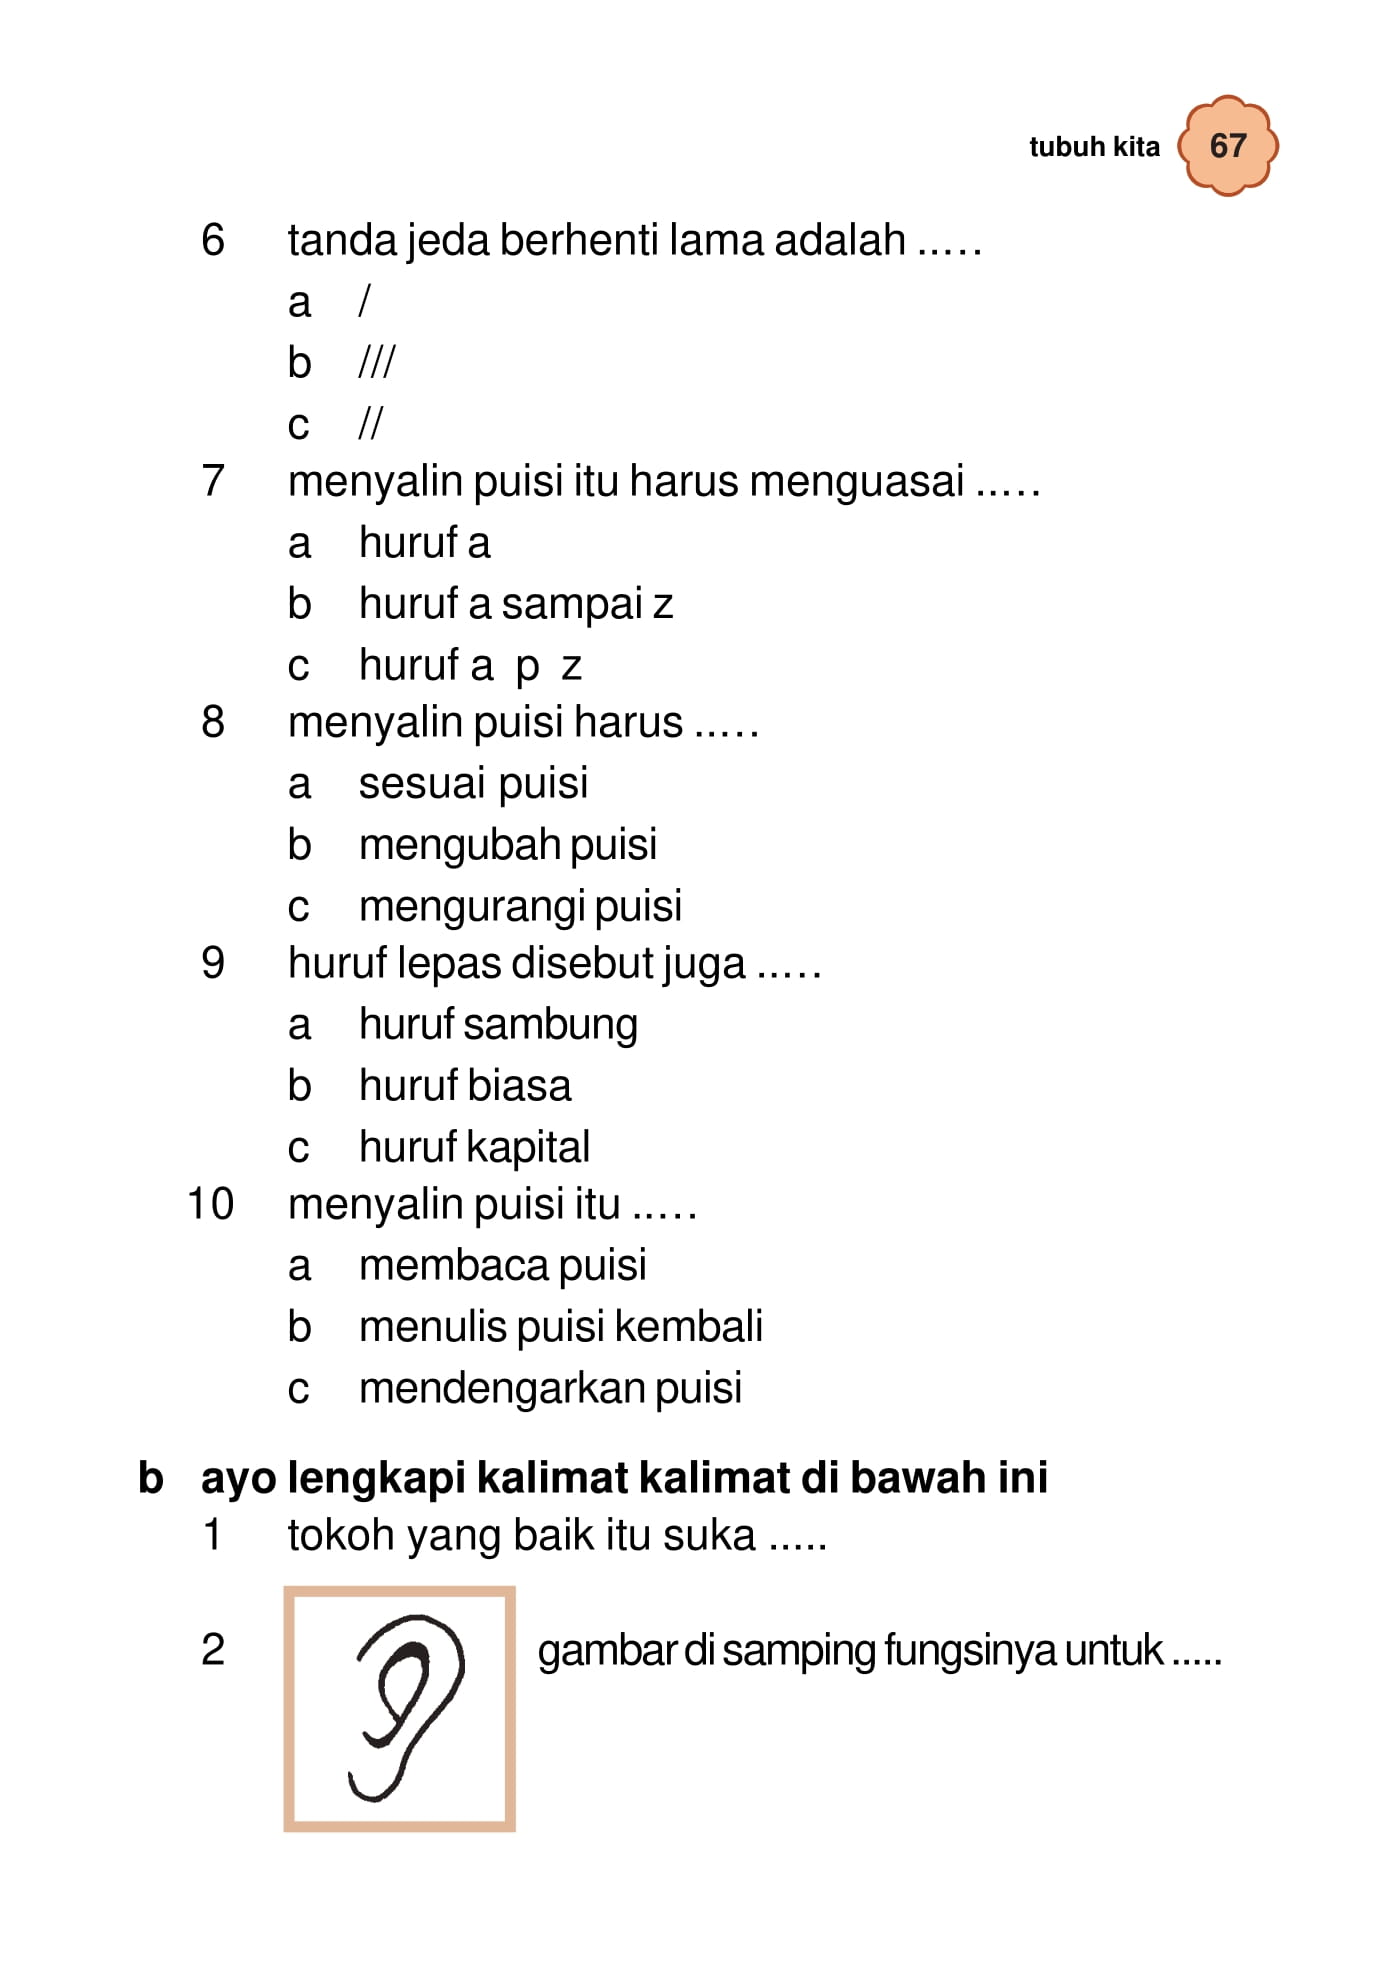 tubuh kita 67
6 tanda jeda berhenti lama adalah .....
a /
b ///
c //
7 menyalin puisi itu harus menguasai .....
a huruf a
b huruf a sampai z
c huruf a p z
8 menyalin puisi harus .....
a sesuai puisi
b mengubah puisi
c mengurangi puisi
9 huruf lepas disebut juga .....
a huruf sambung
b huruf biasa
c huruf kapital
10 menyalin puisi itu .....
a membaca puisi
b menulis puisi kembali
c mendengarkan puisi
b ayo lengkapi kalimat kalimat di bawah ini
1 tokoh yang baik itu suka .....
2 gambar di samping fungsinya untuk .....